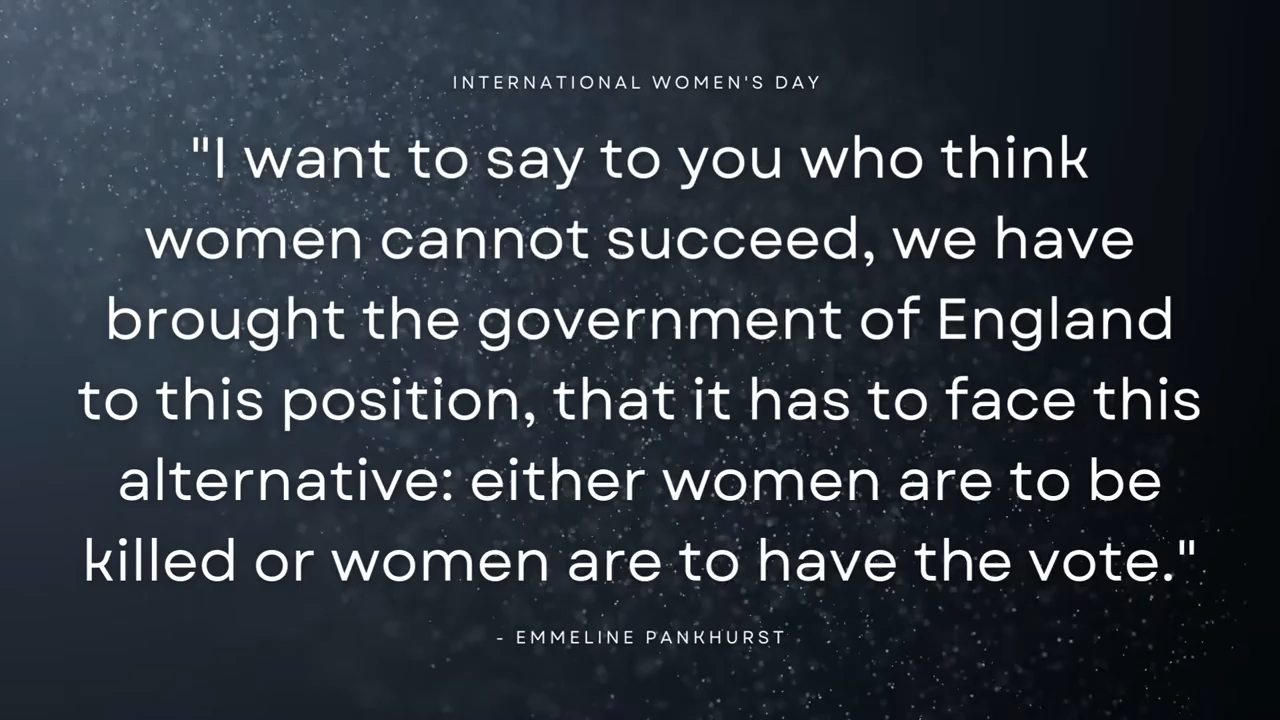 INTERNATIONAL WOMEN'S DAY
"I want to say to you who think
women cannot succeed, we have
brought the government of England
to this position, that it has to face this
alternative: either women are to be
killed or women are to have the vote."
- EMMELINE PANKHURST